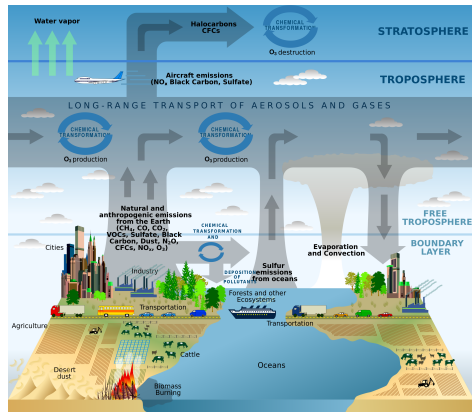 Water vapor
Halocarbons
CFCs
CHEMICAL
TRANSFORMATION
O₃ destruction
STRATOSPHERE
TROPOSPHERE
Aircraft emissions
(NOₓ, Black Carbon, Sulfate)
LONG-RANGE TRANSPORT OF AEROSOLS AND GASES
CHEMICAL
TRANSFORMATION
O₃ production
CHEMICAL
TRANSFORMATION
O₃ production
Natural and
anthropogenic emissions
from the Earth
(CH₄, CO, CO₂,
VOCs, Sulfate, Black
Carbon, Dust, N₂O,
CFCs, NOₓ, O₃)
FREE
TROPOSPHERE
BOUNDARY
LAYER
CHEMICAL
TRANSFORMATION
AND
DEPOSITION
OF
POLLUTANTS
Evaporation
and Convection
Cities
Industry
Sulfur
emissions
from oceans
Forests and other
Ecosystems
Transportation
Transportation
Agriculture
Cattle
Oceans
Desert
dust
Biomass
Burning